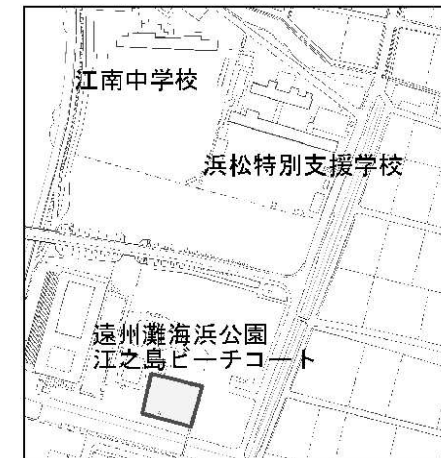 江南中学校
浜松特別支援学校
遠州灘海浜公園
江之島ビーチコート